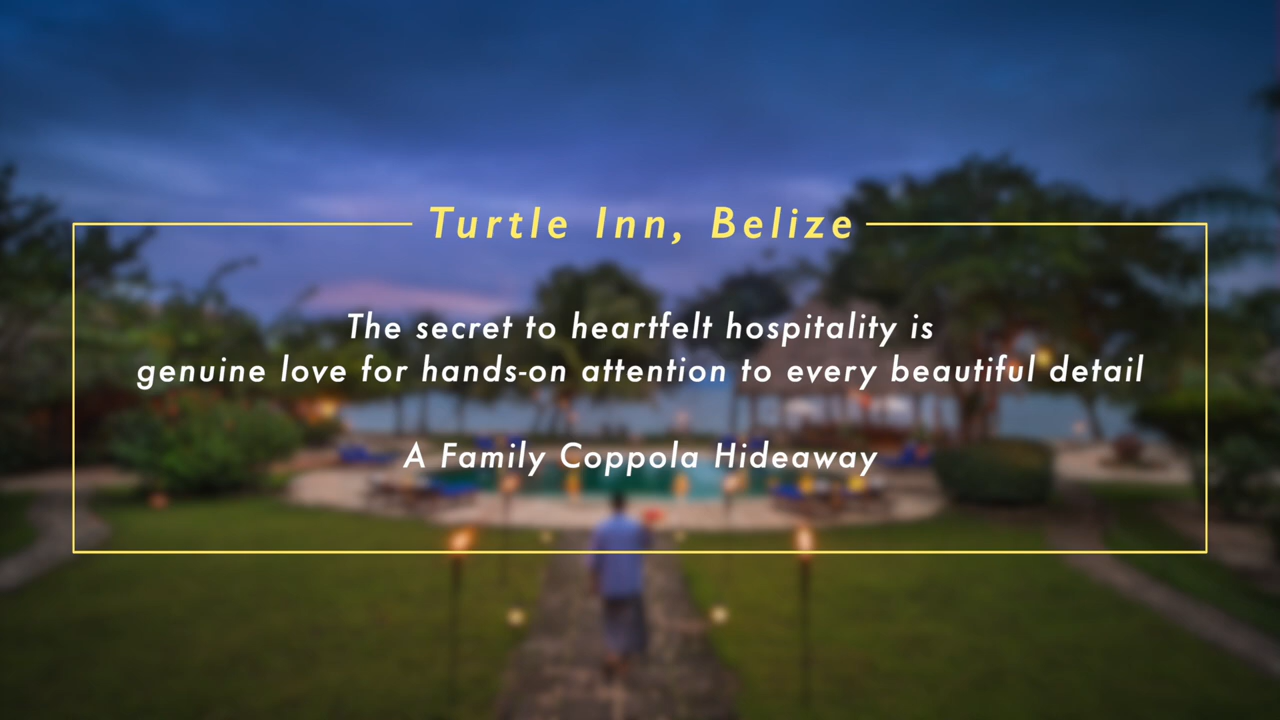 Turtle Inn, Belize
The secret to heartfelt hospitality is
genuine love for hands-on attention to every beautiful detail
A Family Coppola Hideaway